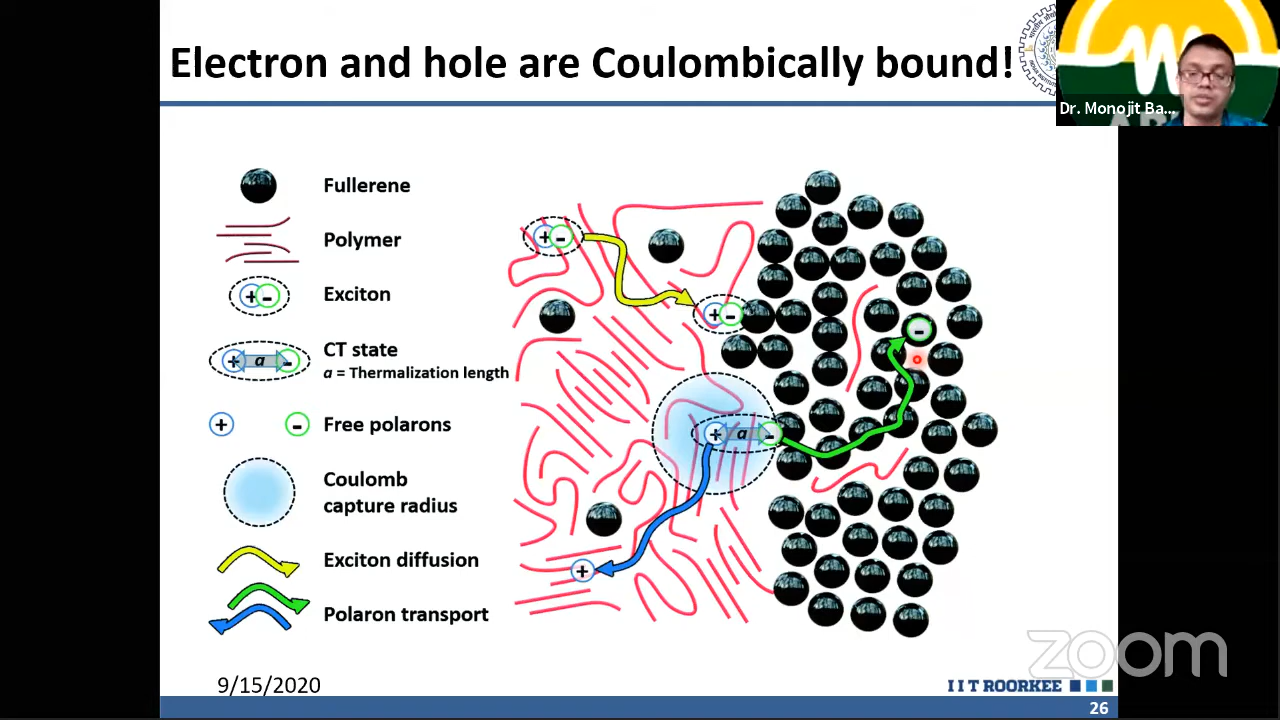 Electron and hole are Coulombically bound!
Dr. Monojit Ba...
Fullerene
Polymer
+ -
Exciton
+ a -
CT state
a = Thermalization length
+ -
Free polarons
Coulomb
capture radius
Exciton diffusion
Polaron transport
+ -
+ -
-
+ a -
+
zoom
9/15/2020
IIT ROORKEE
26